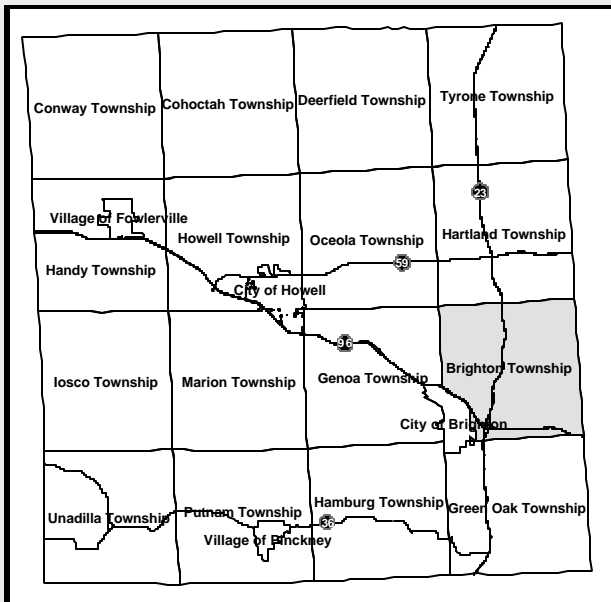 Conway Township
Cohoctah Township
Deerfield Township
Tyrone Township
23
Village of Fowlerville
Howell Township
Oceola Township
Hartland Township
59
Handy Township
City of Howell
96
Iosco Township
Marion Township
Genoa Township
Brighton Township
City of Brighton
Unadilla Township
Putnam Township
Hamburg Township
Green Oak Township
36
Village of Pinckney